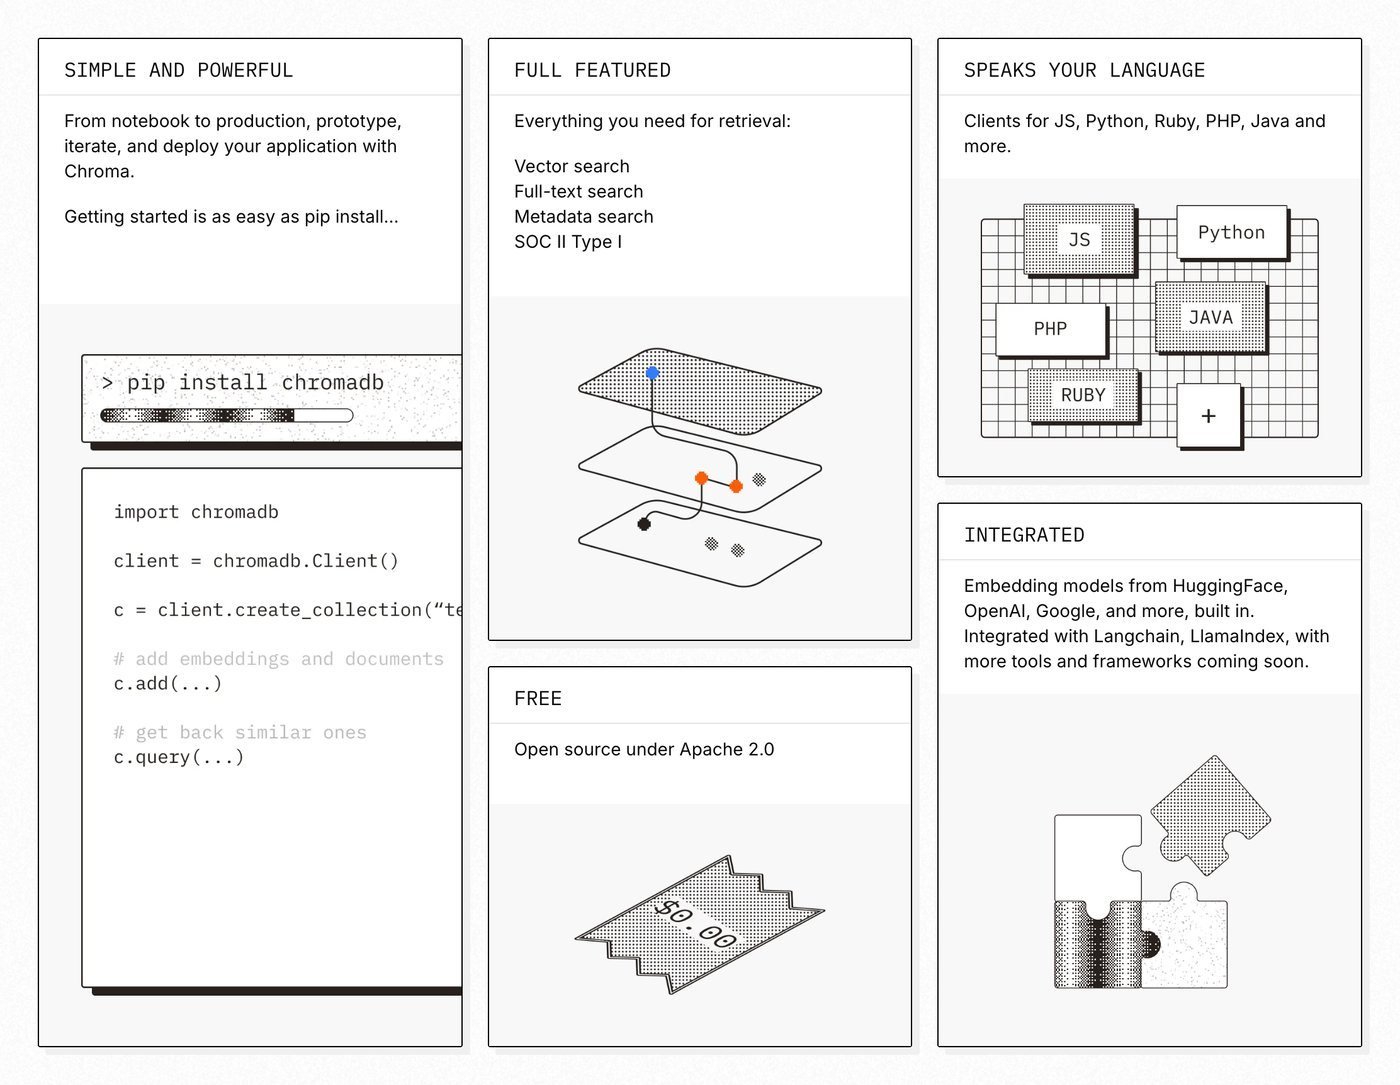 SIMPLE AND POWERFUL
From notebook to production, prototype,
iterate, and deploy your application with
Chroma.
Getting started is as easy as pip install...
> pip install chromadb
import chromadb
client = chromadb.Client()
c = client.create_collection(“te
# add embeddings and documents
c.add(...)
# get back similar ones
c.query(...)
FULL FEATURED
Everything you need for retrieval:
Vector search
Full-text search
Metadata search
SOC II Type I
FREE
Open source under Apache 2.0
$0.00
SPEAKS YOUR LANGUAGE
Clients for JS, Python, Ruby, PHP, Java and
more.
JS
Python
PHP
JAVA
RUBY
+
INTEGRATED
Embedding models from HuggingFace,
OpenAI, Google, and more, built in.
Integrated with Langchain, LlamaIndex, with
more tools and frameworks coming soon.